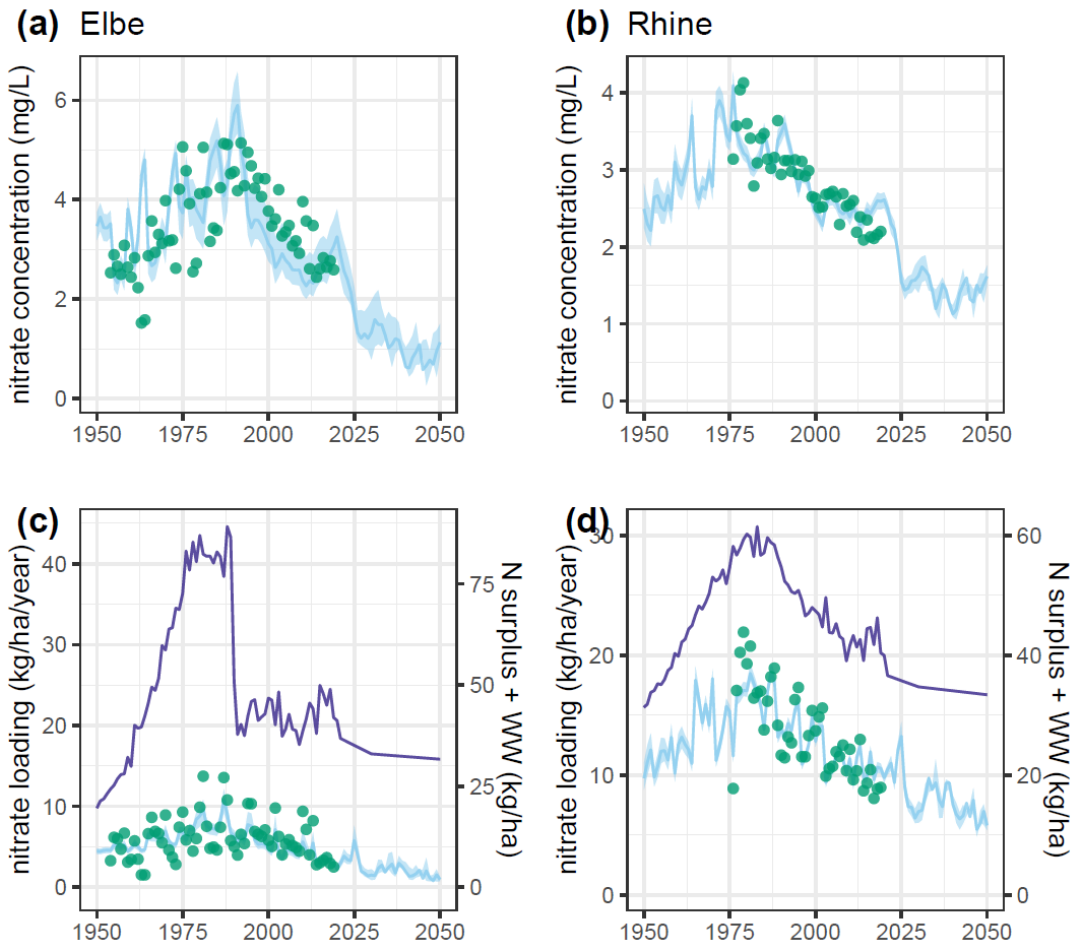 (a) Elbe
nitrate concentration (mg/L)
6
4
2
0
1950 1975 2000 2025 2050
(b) Rhine
nitrate concentration (mg/L)
4
3
2
1
0
1950 1975 2000 2025 2050
(c)
nitrate loading (kg/ha/year)
40
30
20
10
0
75
50
25
0
N surplus + WW (kg/ha)
1950 1975 2000 2025 2050
(d)
nitrate loading (kg/ha/year)
30
20
10
0
60
40
20
0
N surplus + WW (kg/ha)
1950 1975 2000 2025 2050